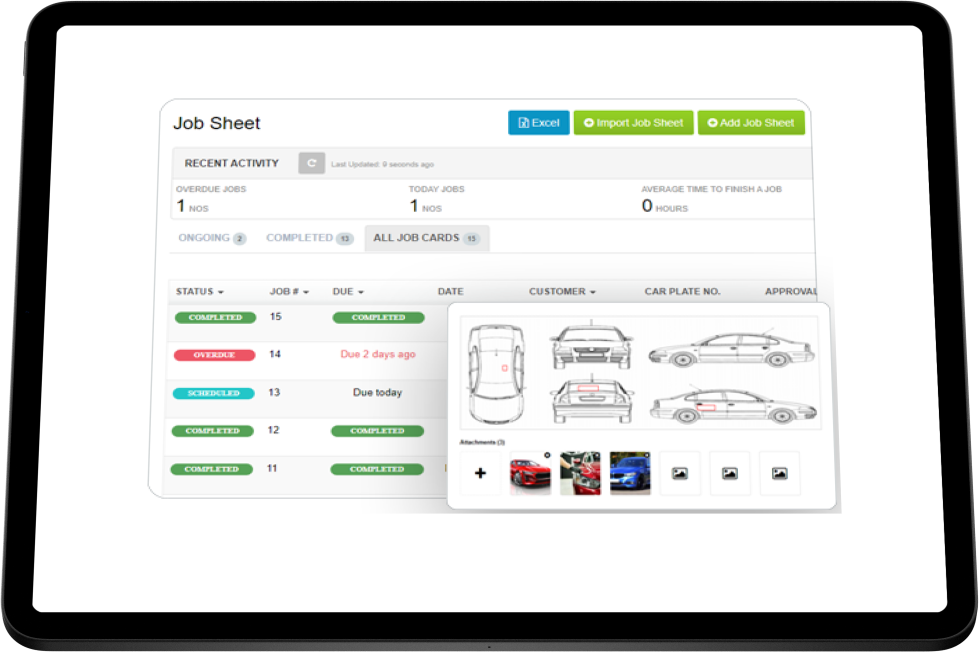 Job Sheet
Excel
Import Job Sheet
Add Job Sheet
RECENT ACTIVITY
Last Updated: 9 seconds ago
OVERDUE JOBS
TODAY JOBS
AVERAGE TIME TO FINISH A JOB
1 NOS
1 NOS
0 HOURS
ONGOING 2
COMPLETED 13
ALL JOB CARDS 15
STATUS
JOB #
DUE
DATE
CUSTOMER
CAR PLATE NO.
APPROVAL
COMPLETED 15 COMPLETED
OVERDUE 14 Due 2 days ago
SCHEDULED 13 Due today
COMPLETED 12 COMPLETED
COMPLETED 11 COMPLETED
Attachments (3)